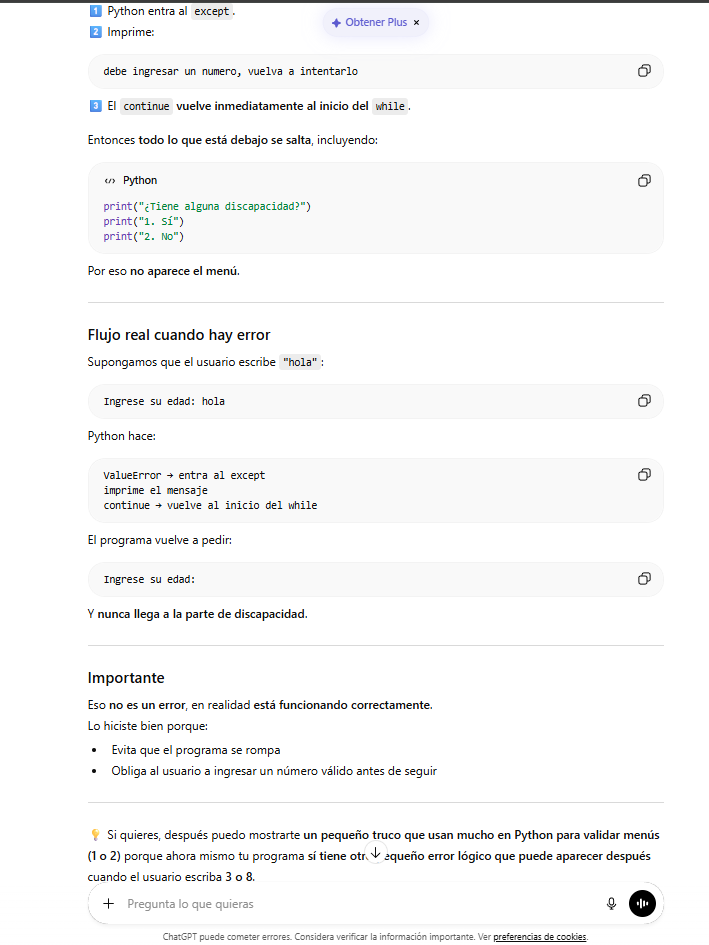 1 Python entra al except.
Obtener Plus ×
2 Imprime:
debe ingresar un numero, vuelva a intentarlo
3 El continue vuelve inmediatamente al inicio del while.
Entonces todo lo que está debajo se salta, incluyendo:
Python
print("¿Tiene alguna discapacidad?")
print("1. Sí")
print("2. No")
Por eso no aparece el menú.
Flujo real cuando hay error
Supongamos que el usuario escribe "hola":
Ingrese su edad: hola
Python hace:
ValueError → entra al except
imprime el mensaje
continue → vuelve al inicio del while
El programa vuelve a pedir:
Ingrese su edad:
Y nunca llega a la parte de discapacidad.
Importante
Eso no es un error, en realidad está funcionando correctamente.
Lo hiciste bien porque:
• Evita que el programa se rompa
• Obliga al usuario a ingresar un número válido antes de seguir
💡 Si quieres, después puedo mostrarte un pequeño truco que usan mucho en Python para validar menús
(1 o 2) porque ahora mismo tu programa sí tiene error lógico que puede aparecer después
cuando el usuario escriba 3 o 8.
Pregunta lo que quieras
ChatGPT puede cometer errores. Considera verificar la información importante. Ver preferencias de cookies.